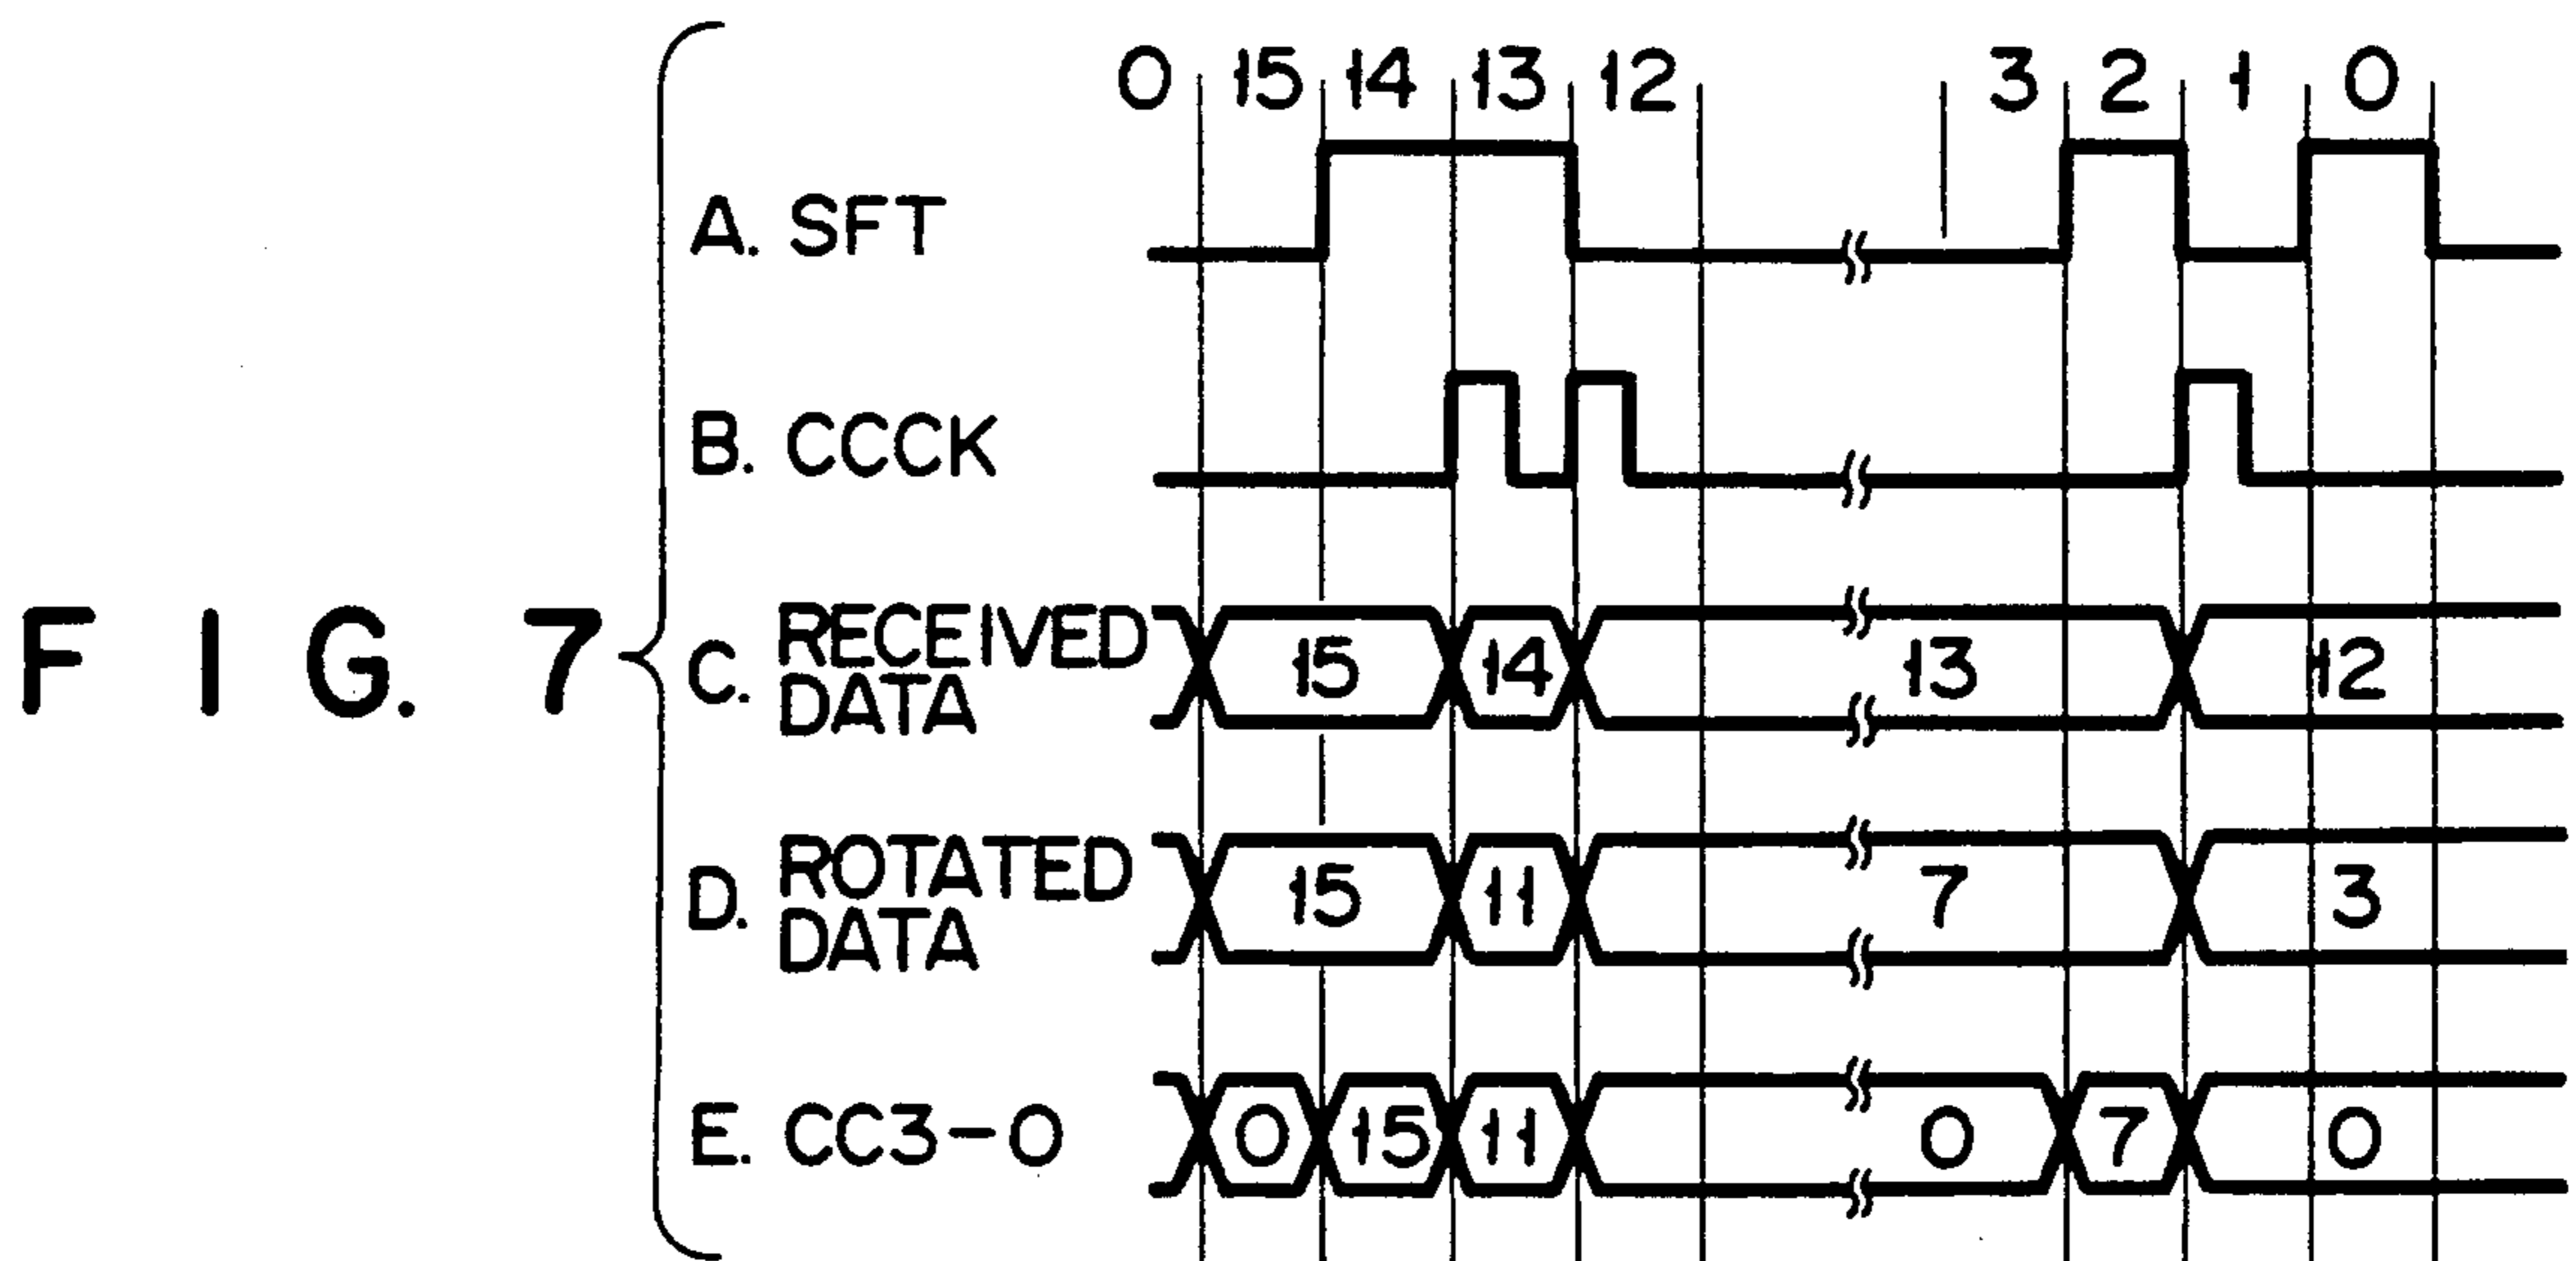 FIG. 7
0 15 14 13 12 3 2 1 0
A. SFT
B. CCCK
C. RECEIVED DATA
15 14 13 12
D. ROTATED DATA
15 11 7 3
E. CC3-0
0 15 11 0 7 0